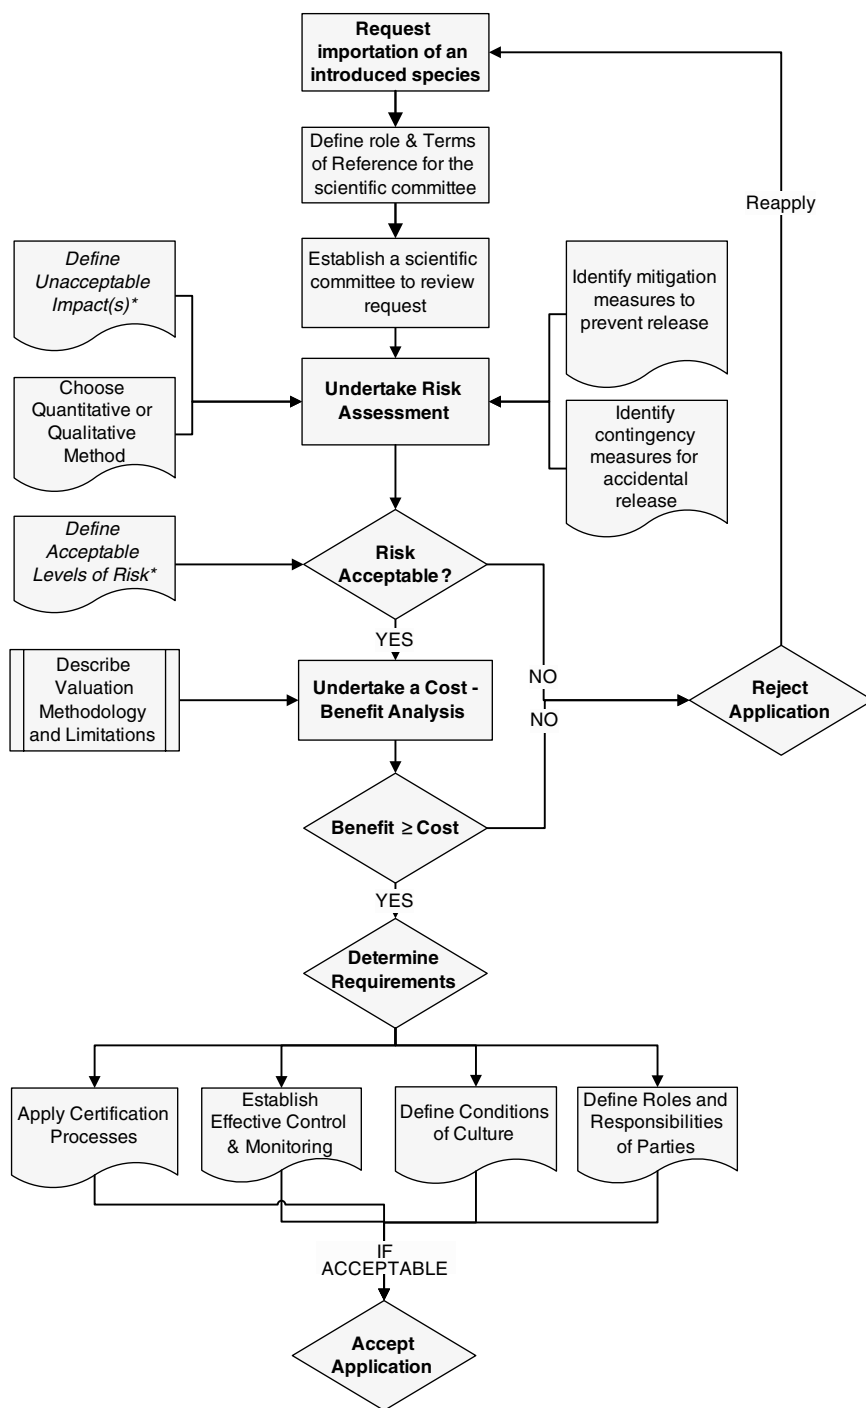 Request
importation of an
introduced species
Define role & Terms
of Reference for the
scientific committee
Reapply
Define
Unacceptable
Impact(s)*
Establish a scientific
committee to review
request
Identify mitigation
measures to
prevent release
Choose
Quantitative or
Qualitative
Method
Undertake Risk
Assessment
Identify
contingency
measures for
accidental
release
Define
Acceptable
Levels of Risk*
Risk
Acceptable?
YES
Describe
Valuation
Methodology
and Limitations
Undertake a Cost -
Benefit Analysis
NO
NO
Reject
Application
Benefit ≥ Cost
YES
Determine
Requirements
Apply Certification
Processes
Establish
Effective Control
& Monitoring
Define Conditions
of Culture
Define Roles and
Responsibilities
of Parties
IF
ACCEPTABLE
Accept
Application